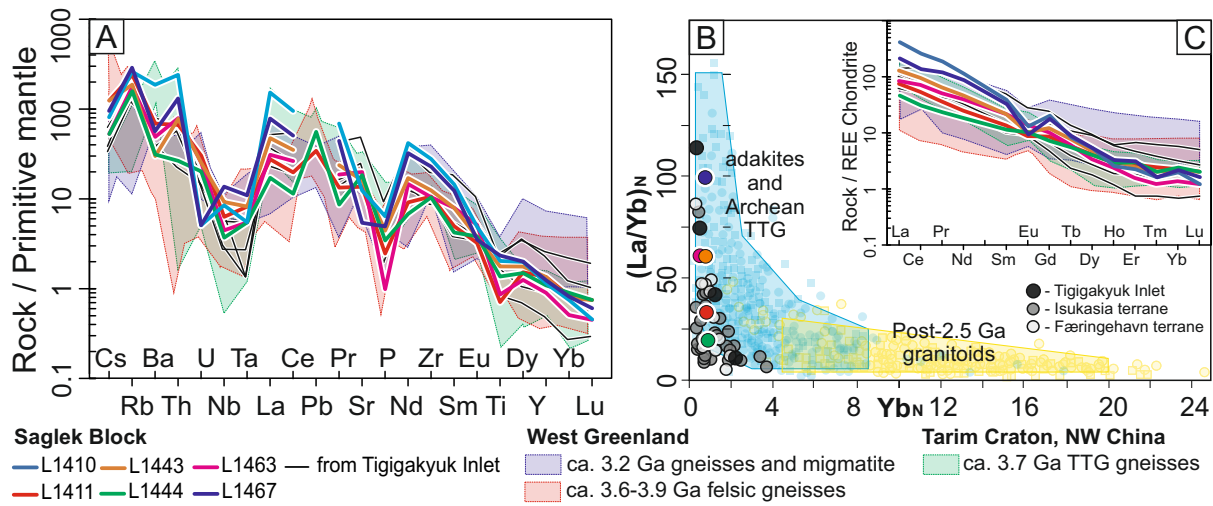 A
Rock / Primitive mantle
1000
100
10
1
0.1
Cs Ba U Ta Ce Pr P Zr Eu Dy Yb
Rb Th Nb La Pb Sr Nd Sm Ti Y Lu
B
(La/Yb)N
150
100
50
0
adakites
and
Archean
TTG
Post-2.5 Ga
granitoids
0 4 8 YbN 12 16 20 24
C
Rock / REE Chondrite
100
10
1
0.1
La Pr Nd Sm Eu Tb Ho Tm Lu
Ce Gd Dy Er Yb
- Tigigakyuk Inlet
- Isukasia terrane
- Færingehavn terrane
Saglek Block
L1410 L1443 L1463 from Tigigakyuk Inlet
L1411 L1444 L1467
West Greenland
ca. 3.2 Ga gneisses and migmatite
ca. 3.6-3.9 Ga felsic gneisses
Tarim Craton, NW China
ca. 3.7 Ga TTG gneisses